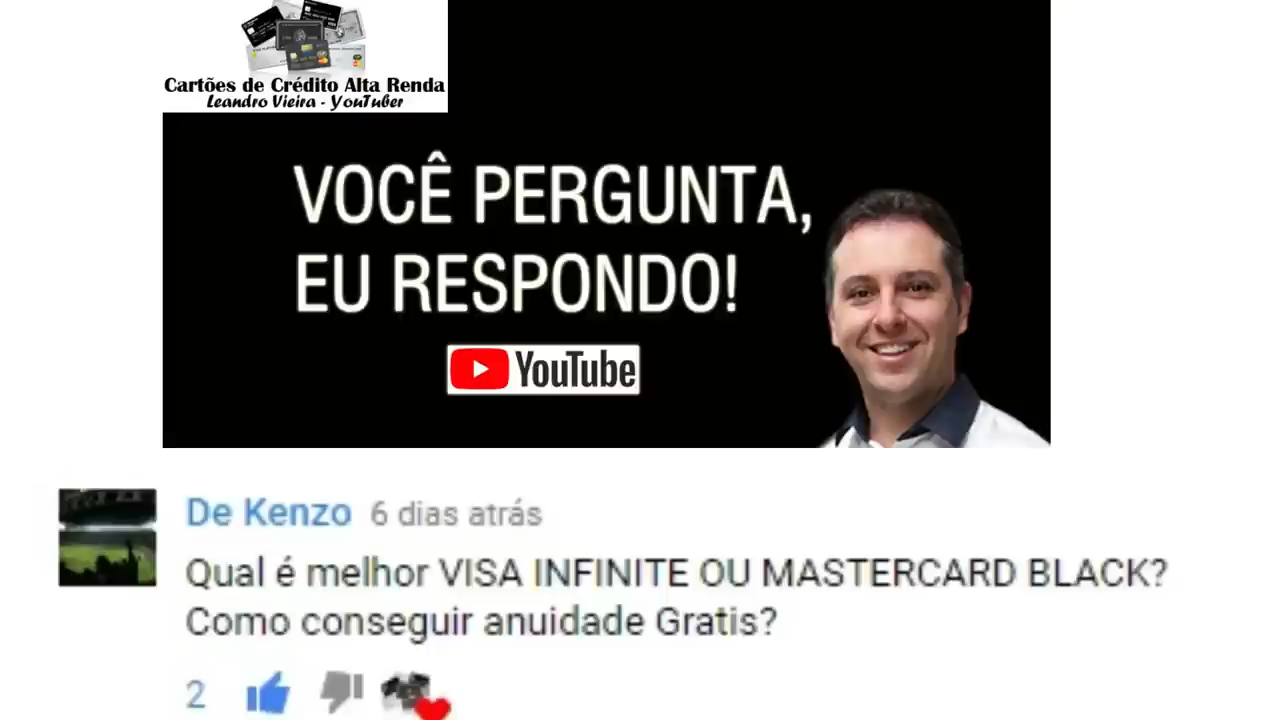 Cartões de Crédito Alta Renda
Leandro Vieira - YouTuber
VOCÊ PERGUNTA,
EU RESPONDO!
YouTube
De Kenzo 6 dias atrás
Qual é melhor VISA INFINITE OU MASTERCARD BLACK?
Como conseguir anuidade Gratis?
2